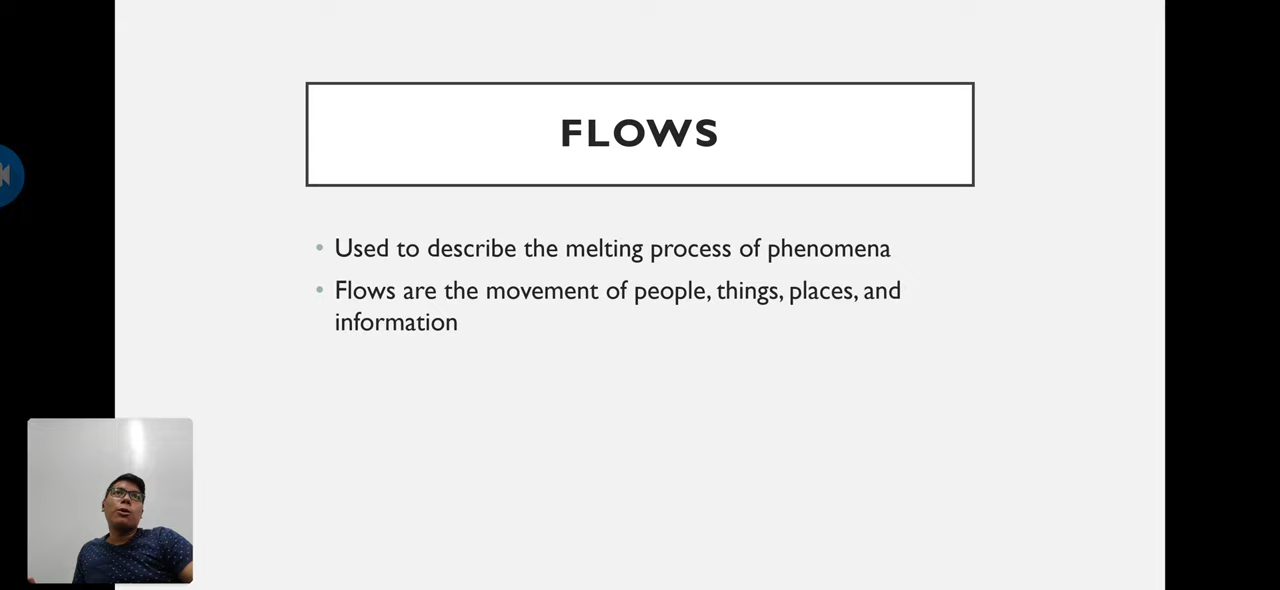 FLOWS
• Used to describe the melting process of phenomena
• Flows are the movement of people, things, places, and
information